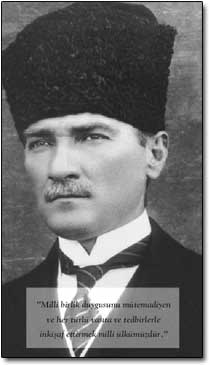 "Milli birlik duygusunu mütemadiyen
ve her türlü vasıta ve tedbirlerle
inkişaf ettirmek milli ülkümüzdür."